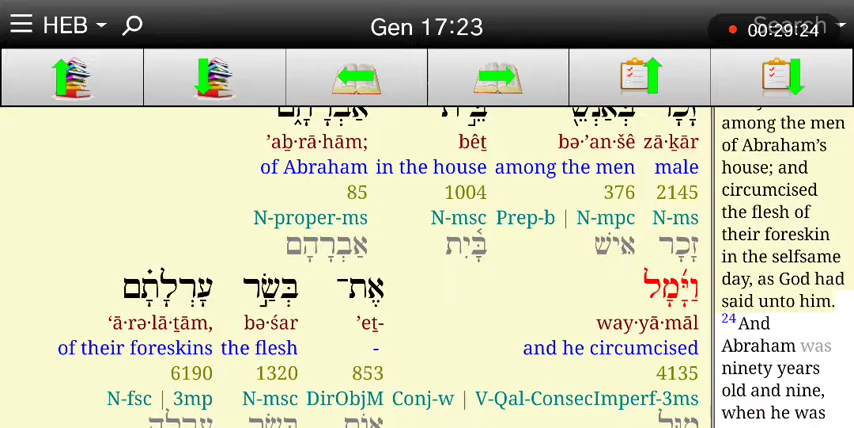 HEB Gen 17:23 Search 00:29:24
זָכָר֙ בְּאַנְשֵׁ֖י בֵּ֣ית אַבְרָהָ֑ם
’aḇ·rā·hām; bêṯ bə·’an·šê zā·ḵār
of Abraham in the house among the men male
85 1004 376 2145
N-proper-ms N-msc Prep-b | N-mpc N-ms
זָכָר אִישׁ בַּ֫יִת אַבְרָהָם
וַיָּ֜מָל אֶת־ בְּשַׂ֣ר עָרְלָתָ֗ם
‘ā·rə·lā·ṯām, bə·śar ’eṯ- way·yā·māl
of their foreskins the flesh - and he circumcised
6190 1320 853 4135
N-fsc | 3mp N-msc DirObjM Conj-w | V-Qal-ConsecImperf-3ms
among the men
of Abraham’s
house; and
circumcised
the flesh of
their foreskin
in the selfsame
day, as God had
said unto him.
24 And
Abraham was
ninety years
old and nine,
when he was